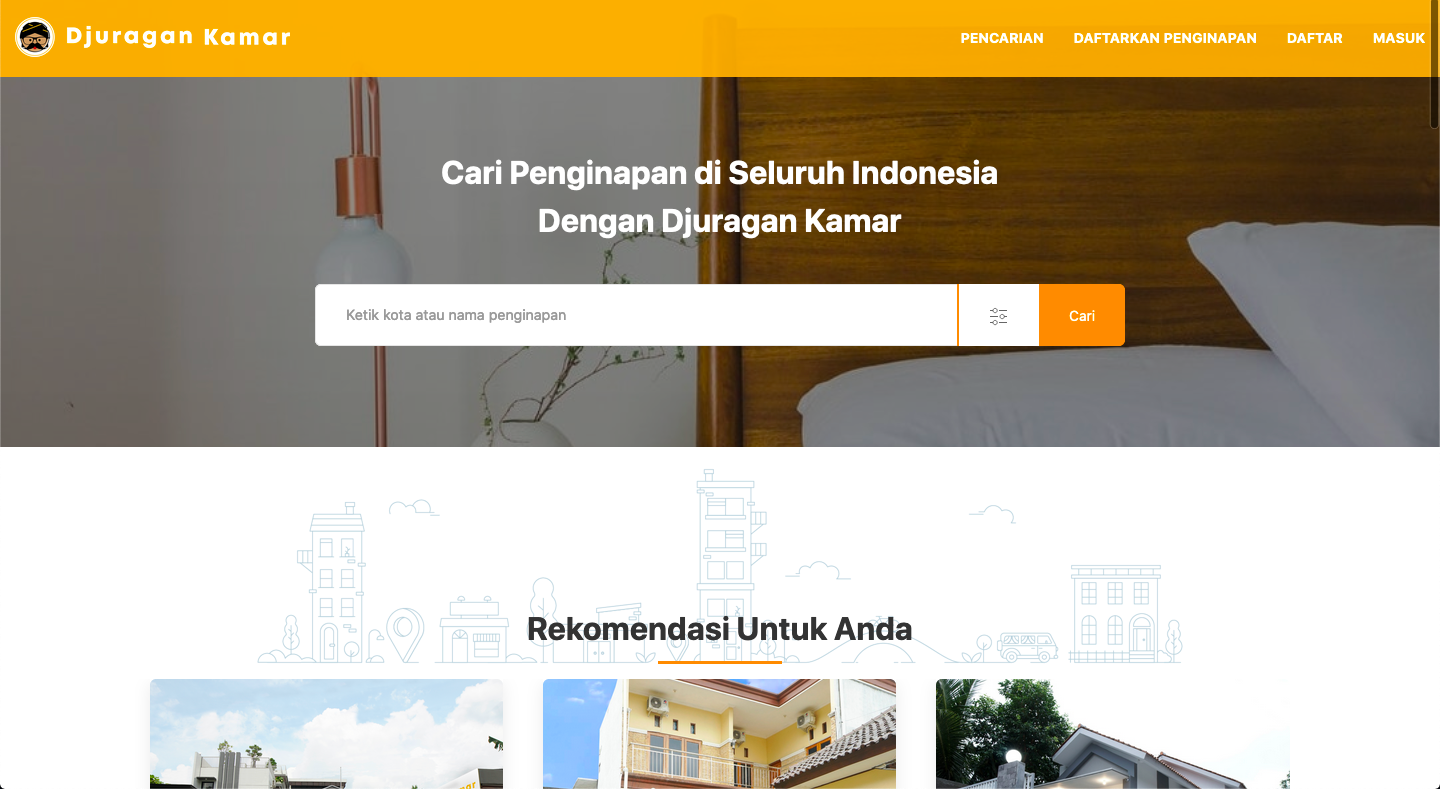 Djuragan Kamar
PENCARIAN
DAFTARKAN PENGINAPAN
DAFTAR
MASUK
Cari Penginapan di Seluruh Indonesia
Dengan Djuragan Kamar
Ketik kota atau nama penginapan
Cari
Rekomendasi Untuk Anda